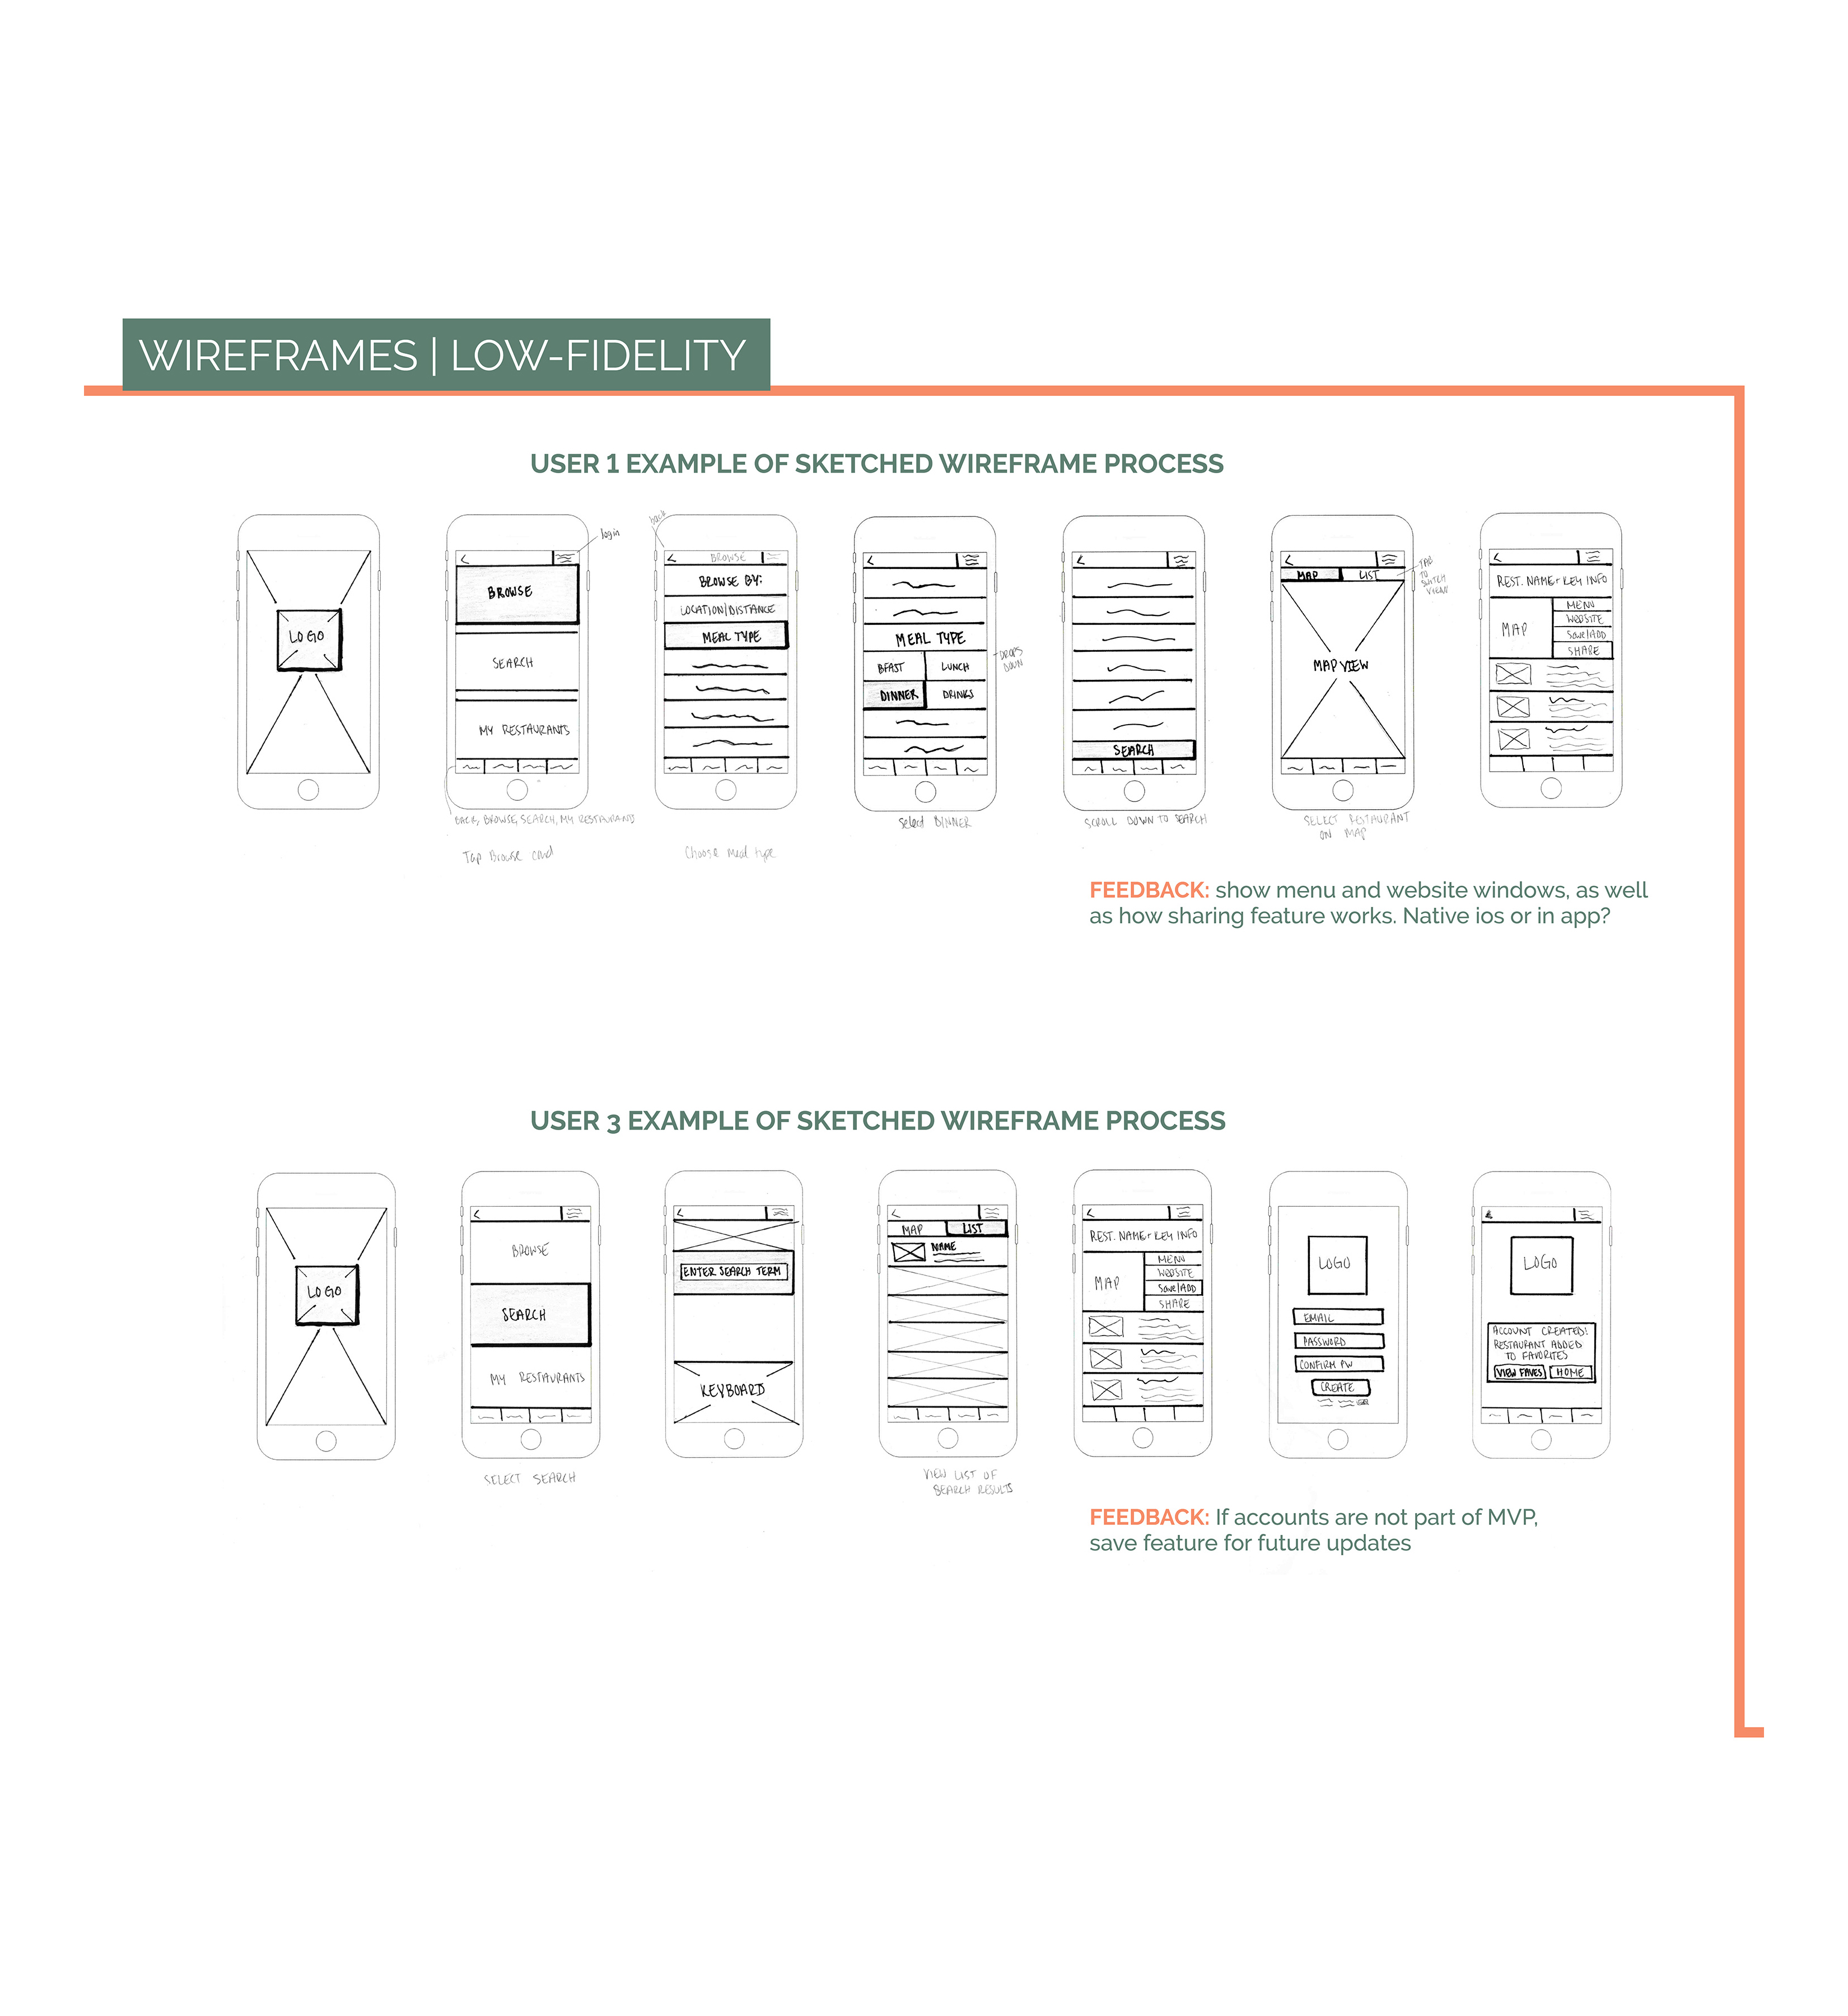 WIREFRAMES | LOW-FIDELITY
USER 1 EXAMPLE OF SKETCHED WIREFRAME PROCESS
LOGO
login
BROWSE
SEARCH
MY RESTAURANTS
BACK, BROWSE, SEARCH, MY RESTAURANTS
Tap Browse card
back
BROWSE
BROWSE BY:
LOCATION/DISTANCE
MEAL TYPE
Choose meal type
MEAL TYPE
BFAST LUNCH
DINNER DRINKS
DROPS
DOWN
Select DINNER
SEARCH
SCROLL DOWN TO SEARCH
MAP LIST
TAP
TO
SWITCH
VIEWS
MAP VIEW
SELECT RESTAURANT
ON MAP
REST. NAME + KEY INFO
MAP
MENU
WEBSITE
Save/ADD
SHARE
FEEDBACK: show menu and website windows, as well
as how sharing feature works. Native ios or in app?
USER 3 EXAMPLE OF SKETCHED WIREFRAME PROCESS
LOGO
BROWSE
SEARCH
MY RESTAURANTS
SELECT SEARCH
ENTER SEARCH TERM
KEYBOARD
MAP LIST
NAME
VIEW LIST OF
SEARCH RESULTS
REST. NAME + KEY INFO
MAP
MENU
WEBSITE
Save/ADD
SHARE
LOGO
EMAIL
PASSWORD
CONFIRM PW
CREATE
LOGO
ACCOUNT CREATED!
RESTAURANT ADDED
TO FAVORITES
VIEW FAVES HOME
FEEDBACK: If accounts are not part of MVP,
save feature for future updates